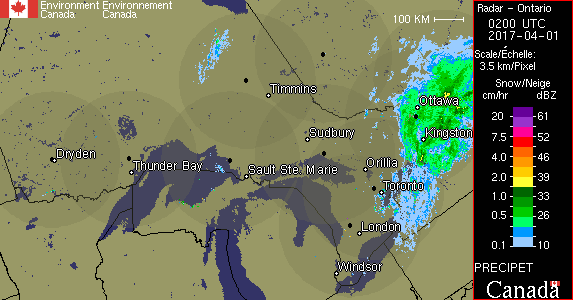 Environment Environnement
Canada Canada
100 KM
Timmins
Ottawa
Sudbury
Kingston
Dryden
Thunder Bay
Sault Ste. Marie
Orillia
Toronto
London
Windsor
Radar - Ontario
0200 UTC
2017-04-01
Scale/Échelle:
3.5 km/Pixel
Snow/Neige
cm/hr dBZ
20 61
7.5 52
4.0 46
2.0 39
1.0 33
0.5 26
0.1 10
PRECIPET
Canada